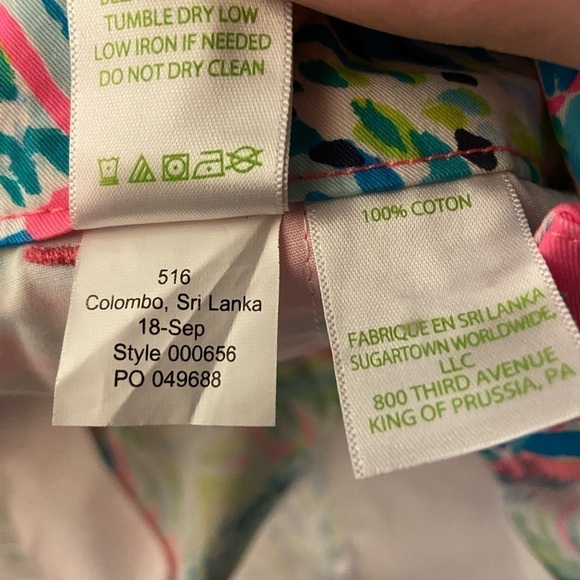 TUMBLE DRY LOW
LOW IRON IF NEEDED
DO NOT DRY CLEAN
516
Colombo, Sri Lanka
18-Sep
Style 000656
PO 049688
100% COTON
FABRIQUE EN SRI LANKA
SUGARTOWN WORLDWIDE,
LLC
800 THIRD AVENUE
KING OF PRUSSIA, PA